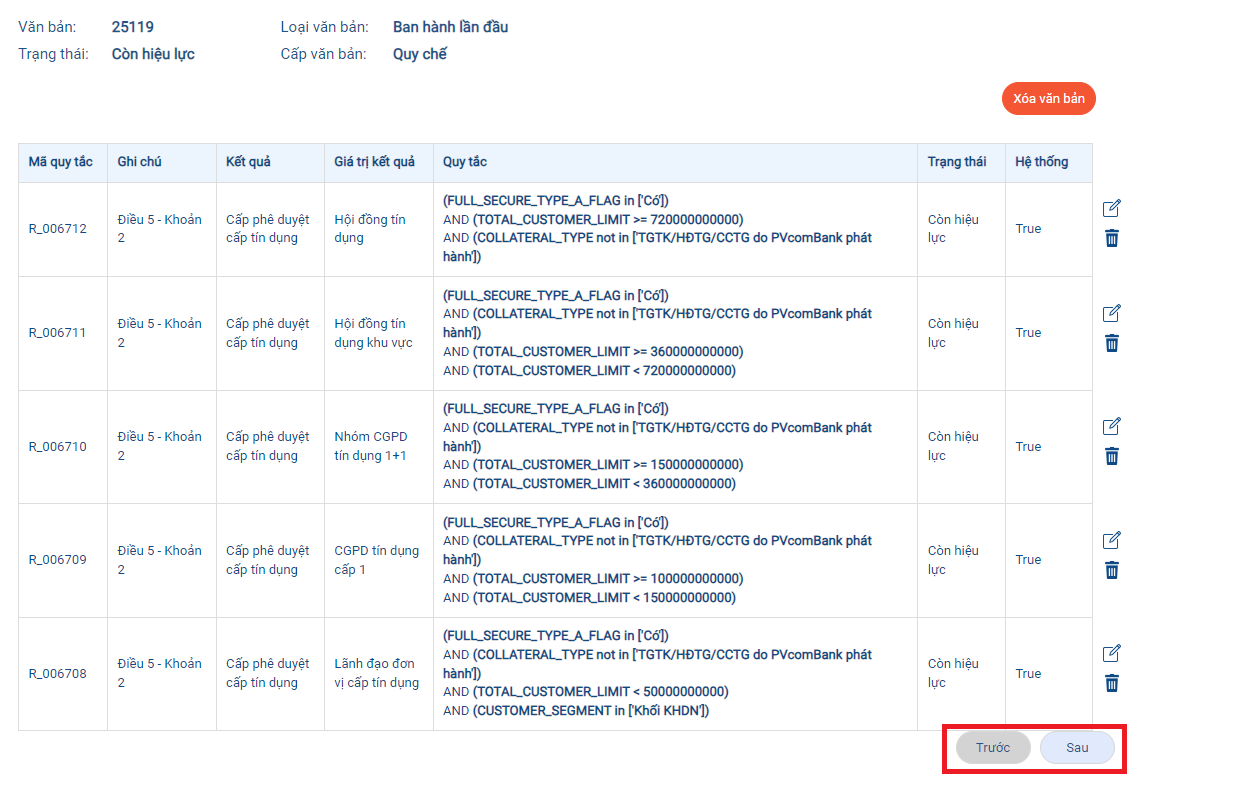 Văn bản: 25119 Loại văn bản: Ban hành lần đầu
Trạng thái: Còn hiệu lực Cấp văn bản: Quy chế
Xóa văn bản
Mã quy tắc Ghi chú Kết quả Giá trị kết quả Quy tắc Trạng thái Hệ thống
R_006712
Điều 5 - Khoản
2
Cấp phê duyệt
cấp tín dụng
Hội đồng tín
dụng
(FULL_SECURE_TYPE_A_FLAG in ['Có'])
AND (TOTAL_CUSTOMER_LIMIT >= 720000000000)
AND (COLLATERAL_TYPE not in ['TGTK/HĐTG/CCTG do PVcomBank phát
hành'])
Còn hiệu
lực
True
R_006711
Điều 5 - Khoản
2
Cấp phê duyệt
cấp tín dụng
Hội đồng tín
dụng khu vực
(FULL_SECURE_TYPE_A_FLAG in ['Có'])
AND (COLLATERAL_TYPE not in ['TGTK/HĐTG/CCTG do PVcomBank phát
hành'])
AND (TOTAL_CUSTOMER_LIMIT >= 360000000000)
AND (TOTAL_CUSTOMER_LIMIT < 720000000000)
Còn hiệu
lực
True
R_006710
Điều 5 - Khoản
2
Cấp phê duyệt
cấp tín dụng
Nhóm CGPD
tín dụng 1+1
(FULL_SECURE_TYPE_A_FLAG in ['Có'])
AND (COLLATERAL_TYPE not in ['TGTK/HĐTG/CCTG do PVcomBank phát
hành'])
AND (TOTAL_CUSTOMER_LIMIT >= 150000000000)
AND (TOTAL_CUSTOMER_LIMIT < 360000000000)
Còn hiệu
lực
True
R_006709
Điều 5 - Khoản
2
Cấp phê duyệt
cấp tín dụng
CGPD tín dụng
cấp 1
(FULL_SECURE_TYPE_A_FLAG in ['Có'])
AND (COLLATERAL_TYPE not in ['TGTK/HĐTG/CCTG do PVcomBank phát
hành'])
AND (TOTAL_CUSTOMER_LIMIT >= 100000000000)
AND (TOTAL_CUSTOMER_LIMIT < 150000000000)
Còn hiệu
lực
True
R_006708
Điều 5 - Khoản
2
Cấp phê duyệt
cấp tín dụng
Lãnh đạo đơn
vị cấp tín dụng
(FULL_SECURE_TYPE_A_FLAG in ['Có'])
AND (COLLATERAL_TYPE not in ['TGTK/HĐTG/CCTG do PVcomBank phát
hành'])
AND (TOTAL_CUSTOMER_LIMIT < 50000000000)
AND (CUSTOMER_SEGMENT in ['Khối KHDN'])
Còn hiệu
lực
True
Trước Sau